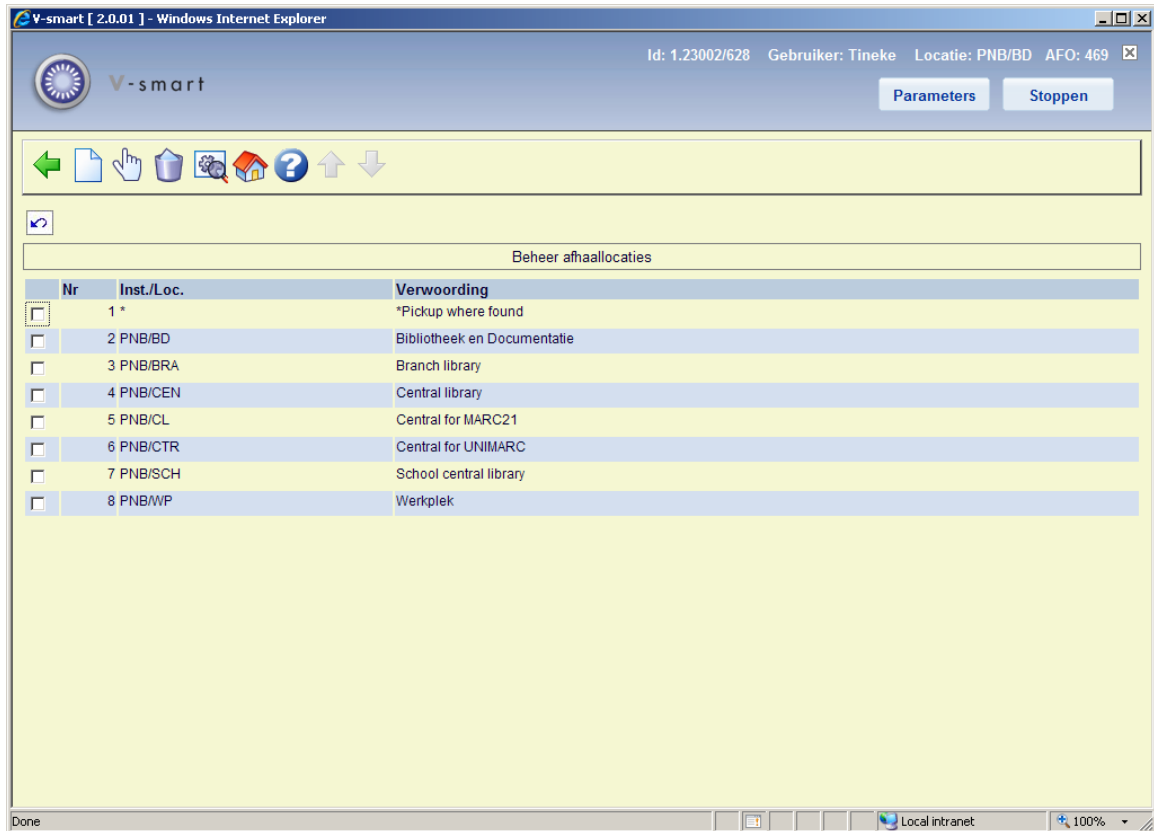 V-smart [ 2.0.01 ] - Windows Internet Explorer
Id: 1.23002/628 Gebruiker: Tineke Locatie: PNB/BD AFO: 469
V-smart
Parameters Stoppen
Beheer afhaallocaties
Nr Inst./Loc. Verwoording
1 * *Pickup where found
2 PNB/BD Bibliotheek en Documentatie
3 PNB/BRA Branch library
4 PNB/CEN Central library
5 PNB/CL Central for MARC21
6 PNB/CTR Central for UNIMARC
7 PNB/SCH School central library
8 PNB/WP Werkplek
Done Local intranet 100%